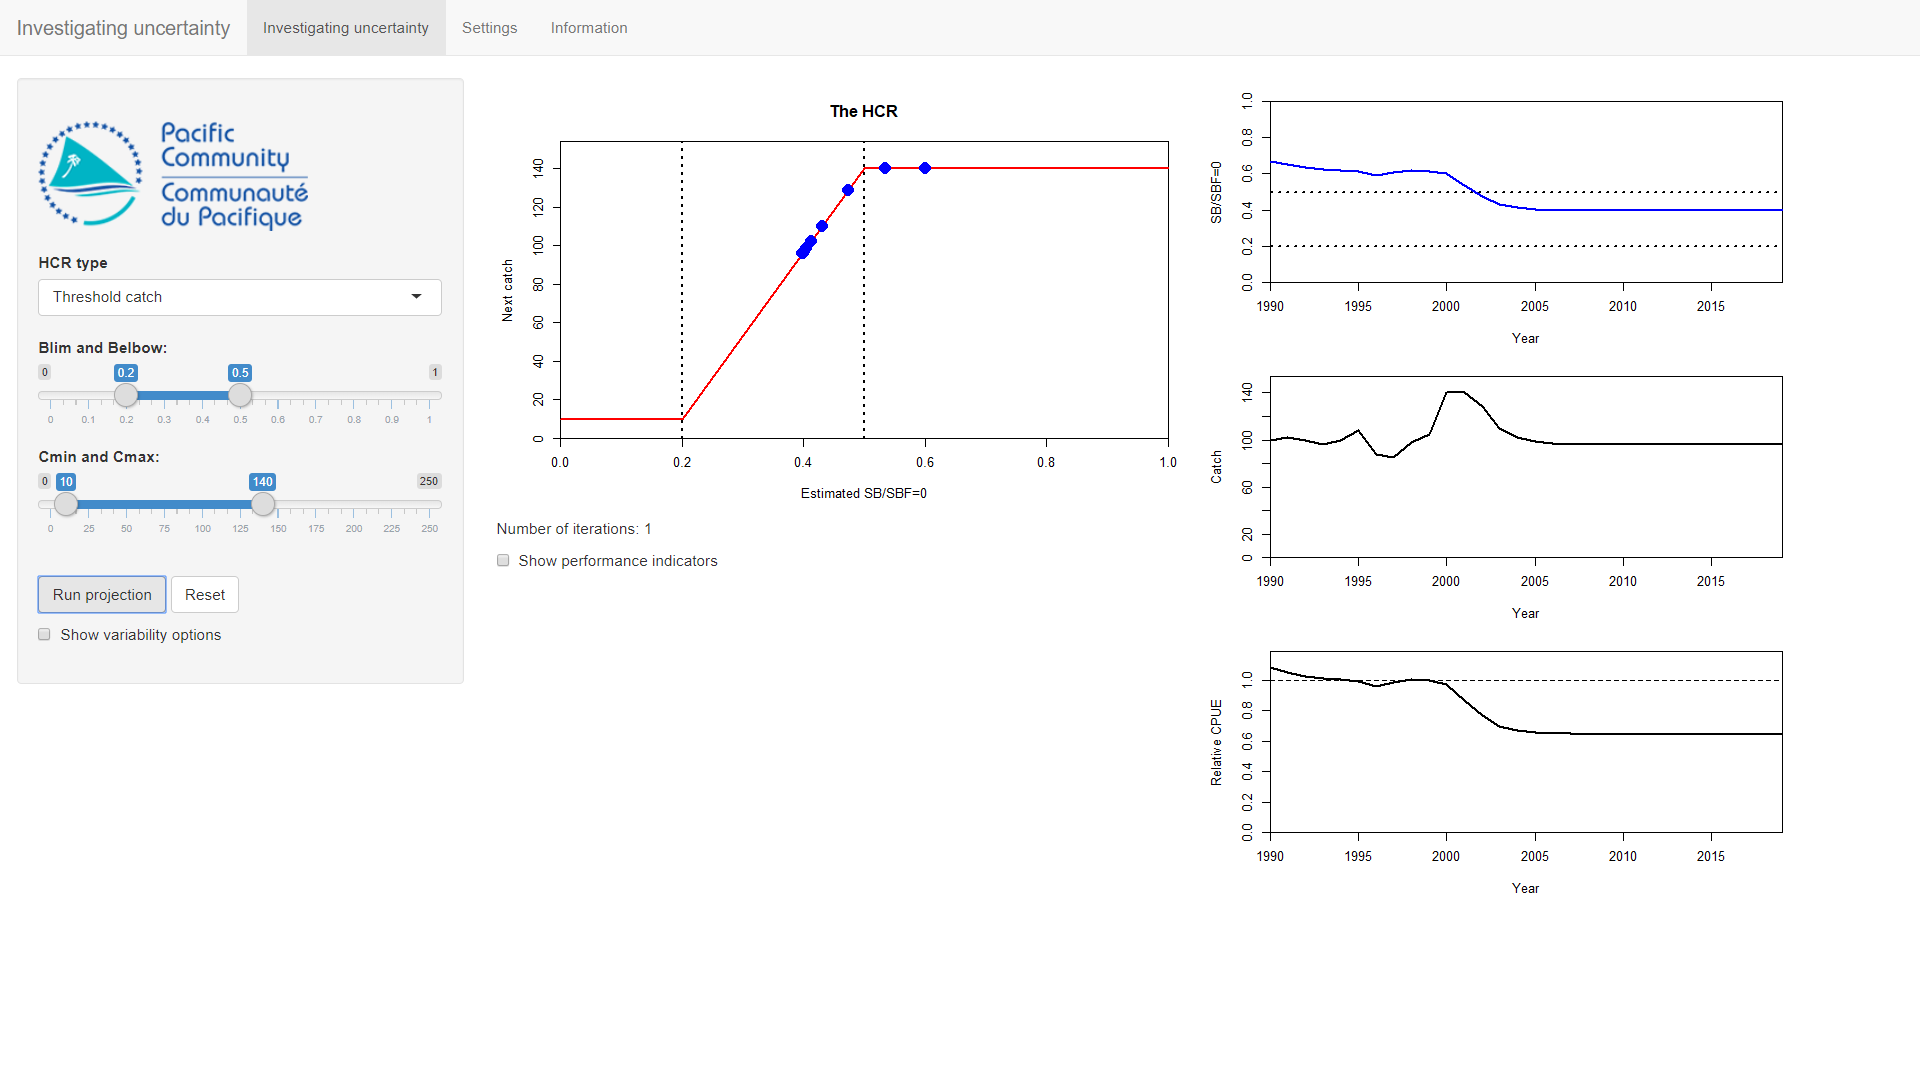 Investigating uncertainty Investigating uncertainty Settings Information
Pacific
Community
Communauté
du Pacifique
HCR type
Threshold catch
Blim and Belbow:
0 0.2 0.5 1
0 0.1 0.2 0.3 0.4 0.5 0.6 0.7 0.8 0.9 1
Cmin and Cmax:
0 10 140 250
0 25 50 75 100 125 150 175 200 225 250
Run projection Reset
Show variability options
The HCR
Next catch
0 20 40 60 80 100 120 140
0.0 0.2 0.4 0.6 0.8 1.0
Estimated SB/SBF=0
Number of iterations: 1
Show performance indicators
SB/SBF=0
0.0 0.2 0.4 0.6 0.8 1.0
1990 1995 2000 2005 2010 2015
Year
Catch
0 20 60 100 140
1990 1995 2000 2005 2010 2015
Year
Relative CPUE
0.0 0.2 0.4 0.6 0.8 1.0
1990 1995 2000 2005 2010 2015
Year